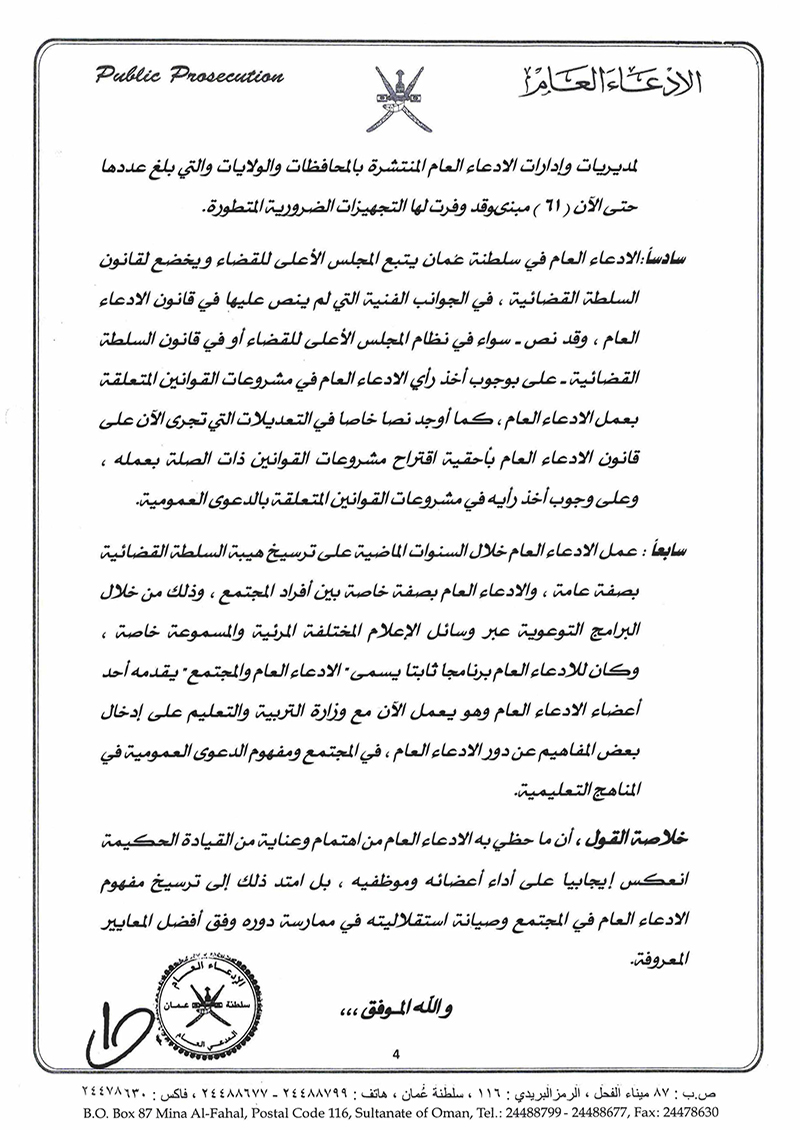 Public Prosecution
الادعاء العام
لمديريات وإدارات الادعاء العام المنتشرة بالمحافظات والولايات والتي بلغ عددها
حتى الآن ( ٦١ ) مبنى وقد وفرت لها التجهيزات الضرورية المتطورة.
سادساً: الادعاء العام في سلطنة عمان يتبع المجلس الأعلى للقضاء ويخضع لقانون
السلطة القضائية ، في الجوانب الفنية التي لم ينص عليها في قانون الادعاء
العام ، وقد نص ـ سواء في نظام المجلس الأعلى للقضاء أو في قانون السلطة
القضائية ـ على بوجوب أخذ رأي الادعاء العام في مشروعات القوانين المتعلقة
بعمل الادعاء العام ، كما أوجد نصا خاصا في التعديلات التي تجرى الآن على
قانون الادعاء العام بأحقية اقتراح مشروعات القوانين ذات الصلة بعمله ،
وعلى وجوب أخذ رأيه في مشروعات القوانين المتعلقة بالدعوى العمومية.
سابعاً : عمل الادعاء العام خلال السنوات الماضية على ترسيخ هيبة السلطة القضائية
بصفة عامة ، والادعاء العام بصفة خاصة بين أفراد المجتمع ، وذلك من خلال
البرامج التوعوية عبر وسائل الإعلام المختلفة المرئية والمسموعة خاصة ،
وكان للادعاء العام برنامجا ثابتا يسمى "الادعاء العام والمجتمع" يقدمه أحد
أعضاء الادعاء العام وهو يعمل الآن مع وزارة التربية والتعليم على إدخال
بعض المفاهيم عن دور الادعاء العام ، في المجتمع ومفهوم الدعوى العمومية في
المناهج التعليمية.
خلاصة القول ، أن ما حظي به الادعاء العام من اهتمام وعناية من القيادة الحكيمة
انعكس إيجابيا على أداء أعضائه وموظفيه ، بل امتد ذلك إلى ترسيخ مفهوم
الادعاء العام في المجتمع وصيانة استقلاليته في ممارسة دوره وفق أفضل المعايير
المعروفة.
والله الموفق ،،،
الإدعاء العام
سلطنة عمان
المدعي العام
4
ص.ب : ٨٧ ميناء الفحل ، الرمز البريدي : ١١٦ ، سلطنة عُمان ، هاتف : ٢٤٤٨٨٧٩٩ - ٢٤٤٨٨٦٧٧ ، فاكس : ٢٤٤٧٨٦٣٠
B.O. Box 87 Mina Al-Fahal, Postal Code 116, Sultanate of Oman, Tel.: 24488799 - 24488677, Fax: 24478630